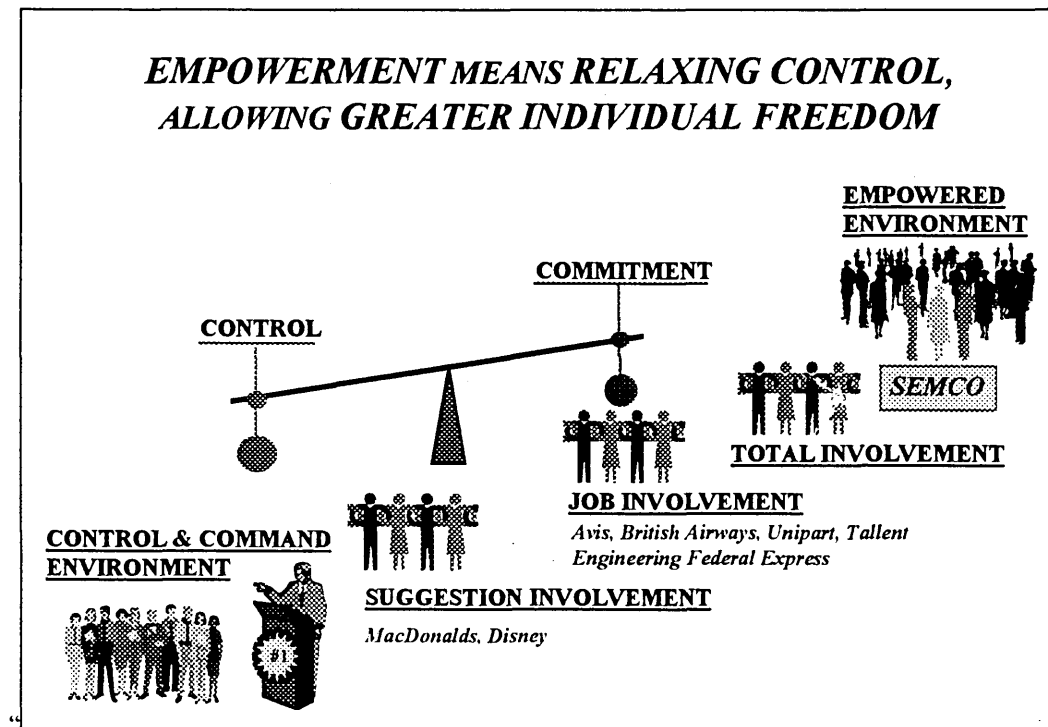 EMPOWERMENT MEANS RELAXING CONTROL,
ALLOWING GREATER INDIVIDUAL FREEDOM
EMPOWERED
ENVIRONMENT
COMMITMENT
CONTROL
SEMCO
TOTAL INVOLVEMENT
JOB INVOLVEMENT
Avis, British Airways, Unipart, Tallent
Engineering Federal Express
CONTROL & COMMAND
ENVIRONMENT
SUGGESTION INVOLVEMENT
MacDonalds, Disney
#1
“